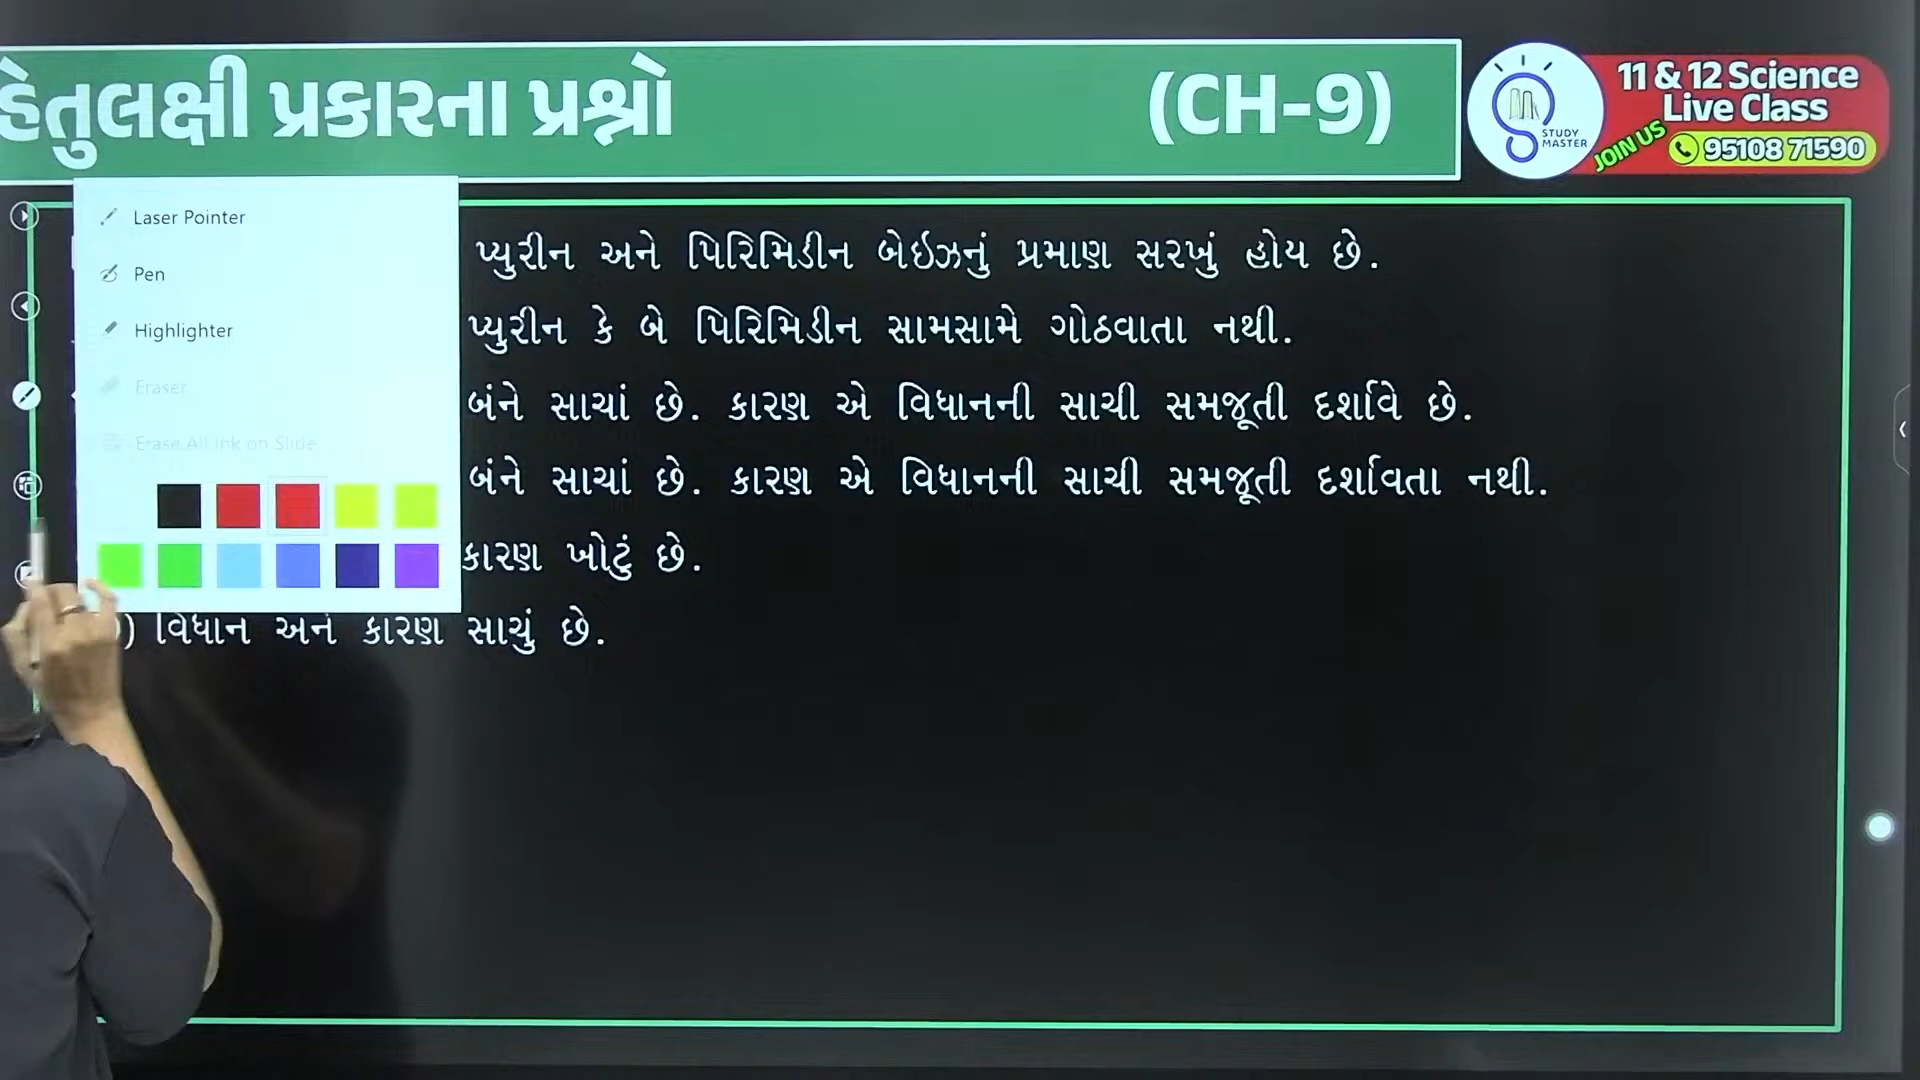 હેતુલક્ષી પ્રકારના પ્રશ્નો (CH-9)
11 & 12 Science
Live Class
JOIN US 95108 71590
STUDY
MASTER
Laser Pointer
Pen
Highlighter
Eraser
Erase All Ink on Slide
પ્યુરીન અને પિરિમિડીન બેઇઝનું પ્રમાણ સરખું હોય છે.
પ્યુરીન કે બે પિરિમિડીન સામસામે ગોઠવાતા નથી.
બંને સાચાં છે. કારણ એ વિધાનની સાચી સમજૂતી દર્શાવે છે.
બંને સાચાં છે. કારણ એ વિધાનની સાચી સમજૂતી દર્શાવતા નથી.
કારણ ખોટું છે.
વિધાન અને કારણ સાચું છે.